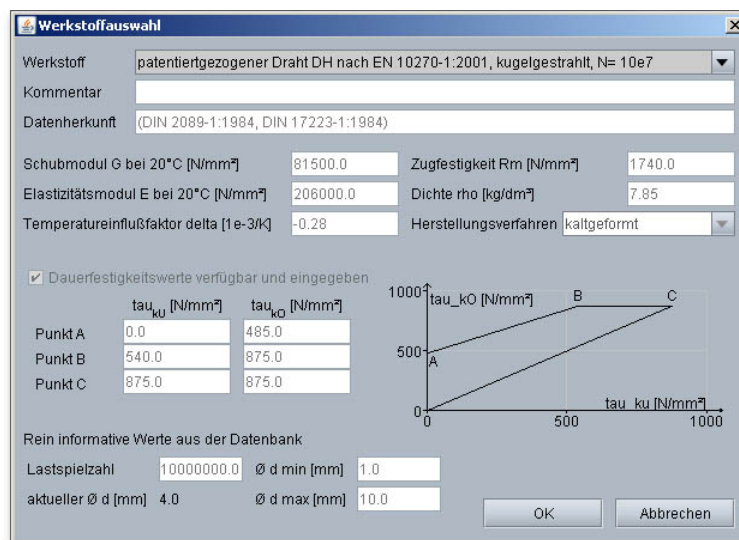 Werkstoffauswahl
Werkstoff patentiertgezogener Draht DH nach EN 10270-1:2001, kugelgestrahlt, N= 10e7
Kommentar
Datenherkunft (DIN 2089-1:1984, DIN 17223-1:1984)
Schubmodul G bei 20°C [N/mm²] 81500.0 Zugfestigkeit Rm [N/mm²] 1740.0
Elastizitätsmodul E bei 20°C [N/mm²] 206000.0 Dichte rho [kg/dm³] 7.85
Temperatureinflußfaktor delta [1e-3/K] -0.28 Herstellungsverfahren kaltgeformt
Dauerfestigkeitswerte verfügbar und eingegeben
tau_kU [N/mm²] tau_kO [N/mm²]
Punkt A 0.0 485.0
Punkt B 540.0 875.0
Punkt C 875.0 875.0
1000 tau_kO [N/mm²] B C
500 A
0 tau_ku [N/mm²]
0 500 1000
Rein informative Werte aus der Datenbank
Lastspielzahl 10000000.0 Ø d min [mm] 1.0
aktueller Ø d [mm] 4.0 Ø d max [mm] 10.0
OK Abbrechen